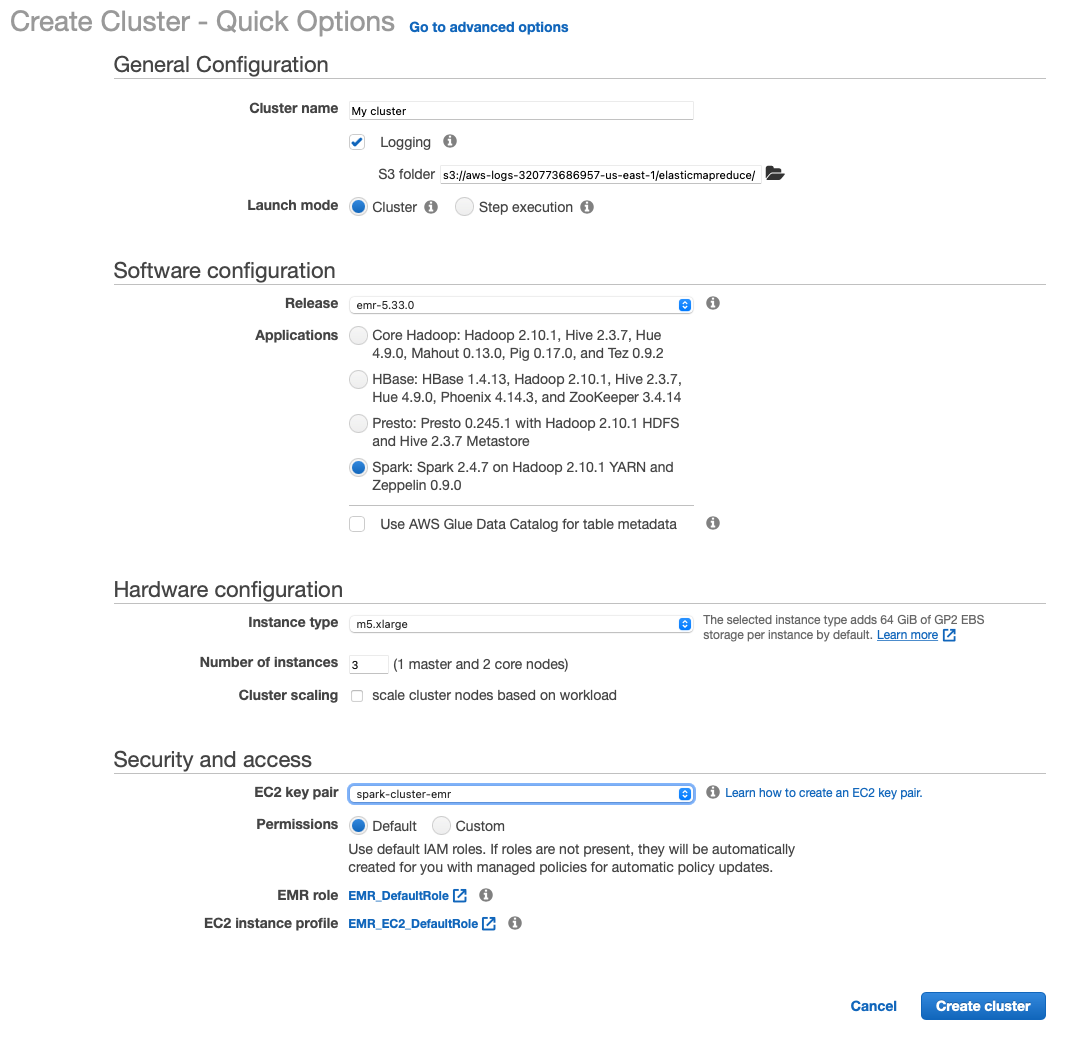 Create Cluster - Quick Options Go to advanced options
General Configuration
Cluster name My cluster
Logging
S3 folder s3://aws-logs-320773686957-us-east-1/elasticmapreduce/
Launch mode Cluster Step execution
Software configuration
Release emr-5.33.0
Applications Core Hadoop: Hadoop 2.10.1, Hive 2.3.7, Hue
4.9.0, Mahout 0.13.0, Pig 0.17.0, and Tez 0.9.2
HBase: HBase 1.4.13, Hadoop 2.10.1, Hive 2.3.7,
Hue 4.9.0, Phoenix 4.14.3, and ZooKeeper 3.4.14
Presto: Presto 0.245.1 with Hadoop 2.10.1 HDFS
and Hive 2.3.7 Metastore
Spark: Spark 2.4.7 on Hadoop 2.10.1 YARN and
Zeppelin 0.9.0
Use AWS Glue Data Catalog for table metadata
Hardware configuration
Instance type m5.xlarge The selected instance type adds 64 GiB of GP2 EBS
storage per instance by default. Learn more
Number of instances 3 (1 master and 2 core nodes)
Cluster scaling scale cluster nodes based on workload
Security and access
EC2 key pair spark-cluster-emr Learn how to create an EC2 key pair.
Permissions Default Custom
Use default IAM roles. If roles are not present, they will be automatically
created for you with managed policies for automatic policy updates.
EMR role EMR_DefaultRole
EC2 instance profile EMR_EC2_DefaultRole
Cancel Create cluster